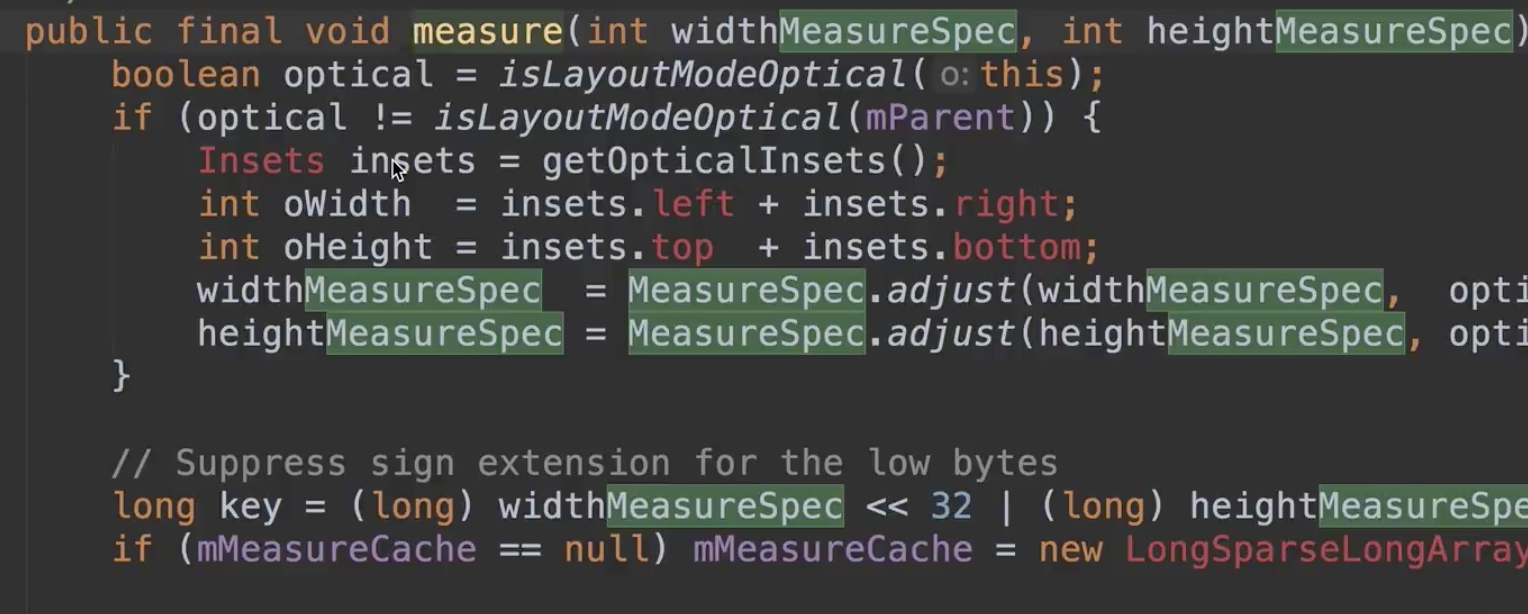 public final void measure(int widthMeasureSpec, int heightMeasureSpec)
boolean optical = isLayoutModeOptical( o: this);
if (optical != isLayoutModeOptical(mParent)) {
Insets insets = getOpticalInsets();
int oWidth  = insets.left + insets.right;
int oHeight = insets.top  + insets.bottom;
widthMeasureSpec  = MeasureSpec.adjust(widthMeasureSpec,  opti
heightMeasureSpec = MeasureSpec.adjust(heightMeasureSpec, opti
}
// Suppress sign extension for the low bytes
long key = (long) widthMeasureSpec << 32 | (long) heightMeasureSpe
if (mMeasureCache == null) mMeasureCache = new LongSparseLongArray